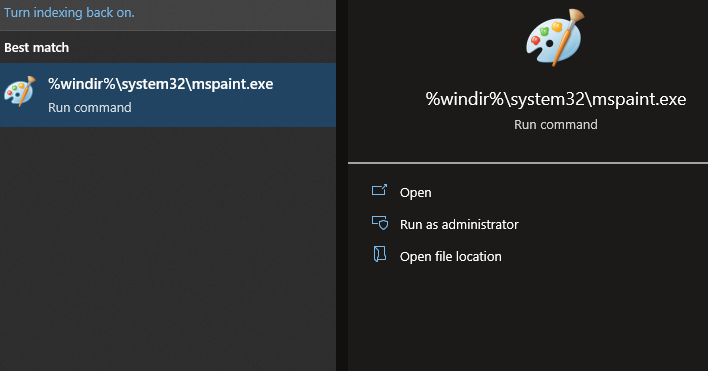 Turn indexing back on.
Best match
%windir%\system32\mspaint.exe
Run command
%windir%\system32\mspaint.exe
Run command
Open
Run as administrator
Open file location